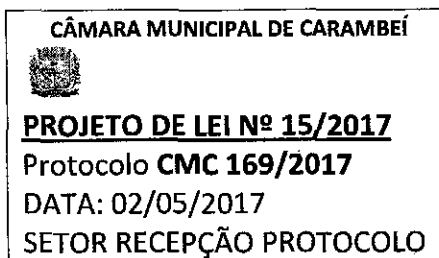 CÂMARA MUNICIPAL DE CARAMBEÍ
PROJETO DE LEI Nº 15/2017
Protocolo CMC 169/2017
DATA: 02/05/2017
SETOR RECEPÇÃO PROTOCOLO